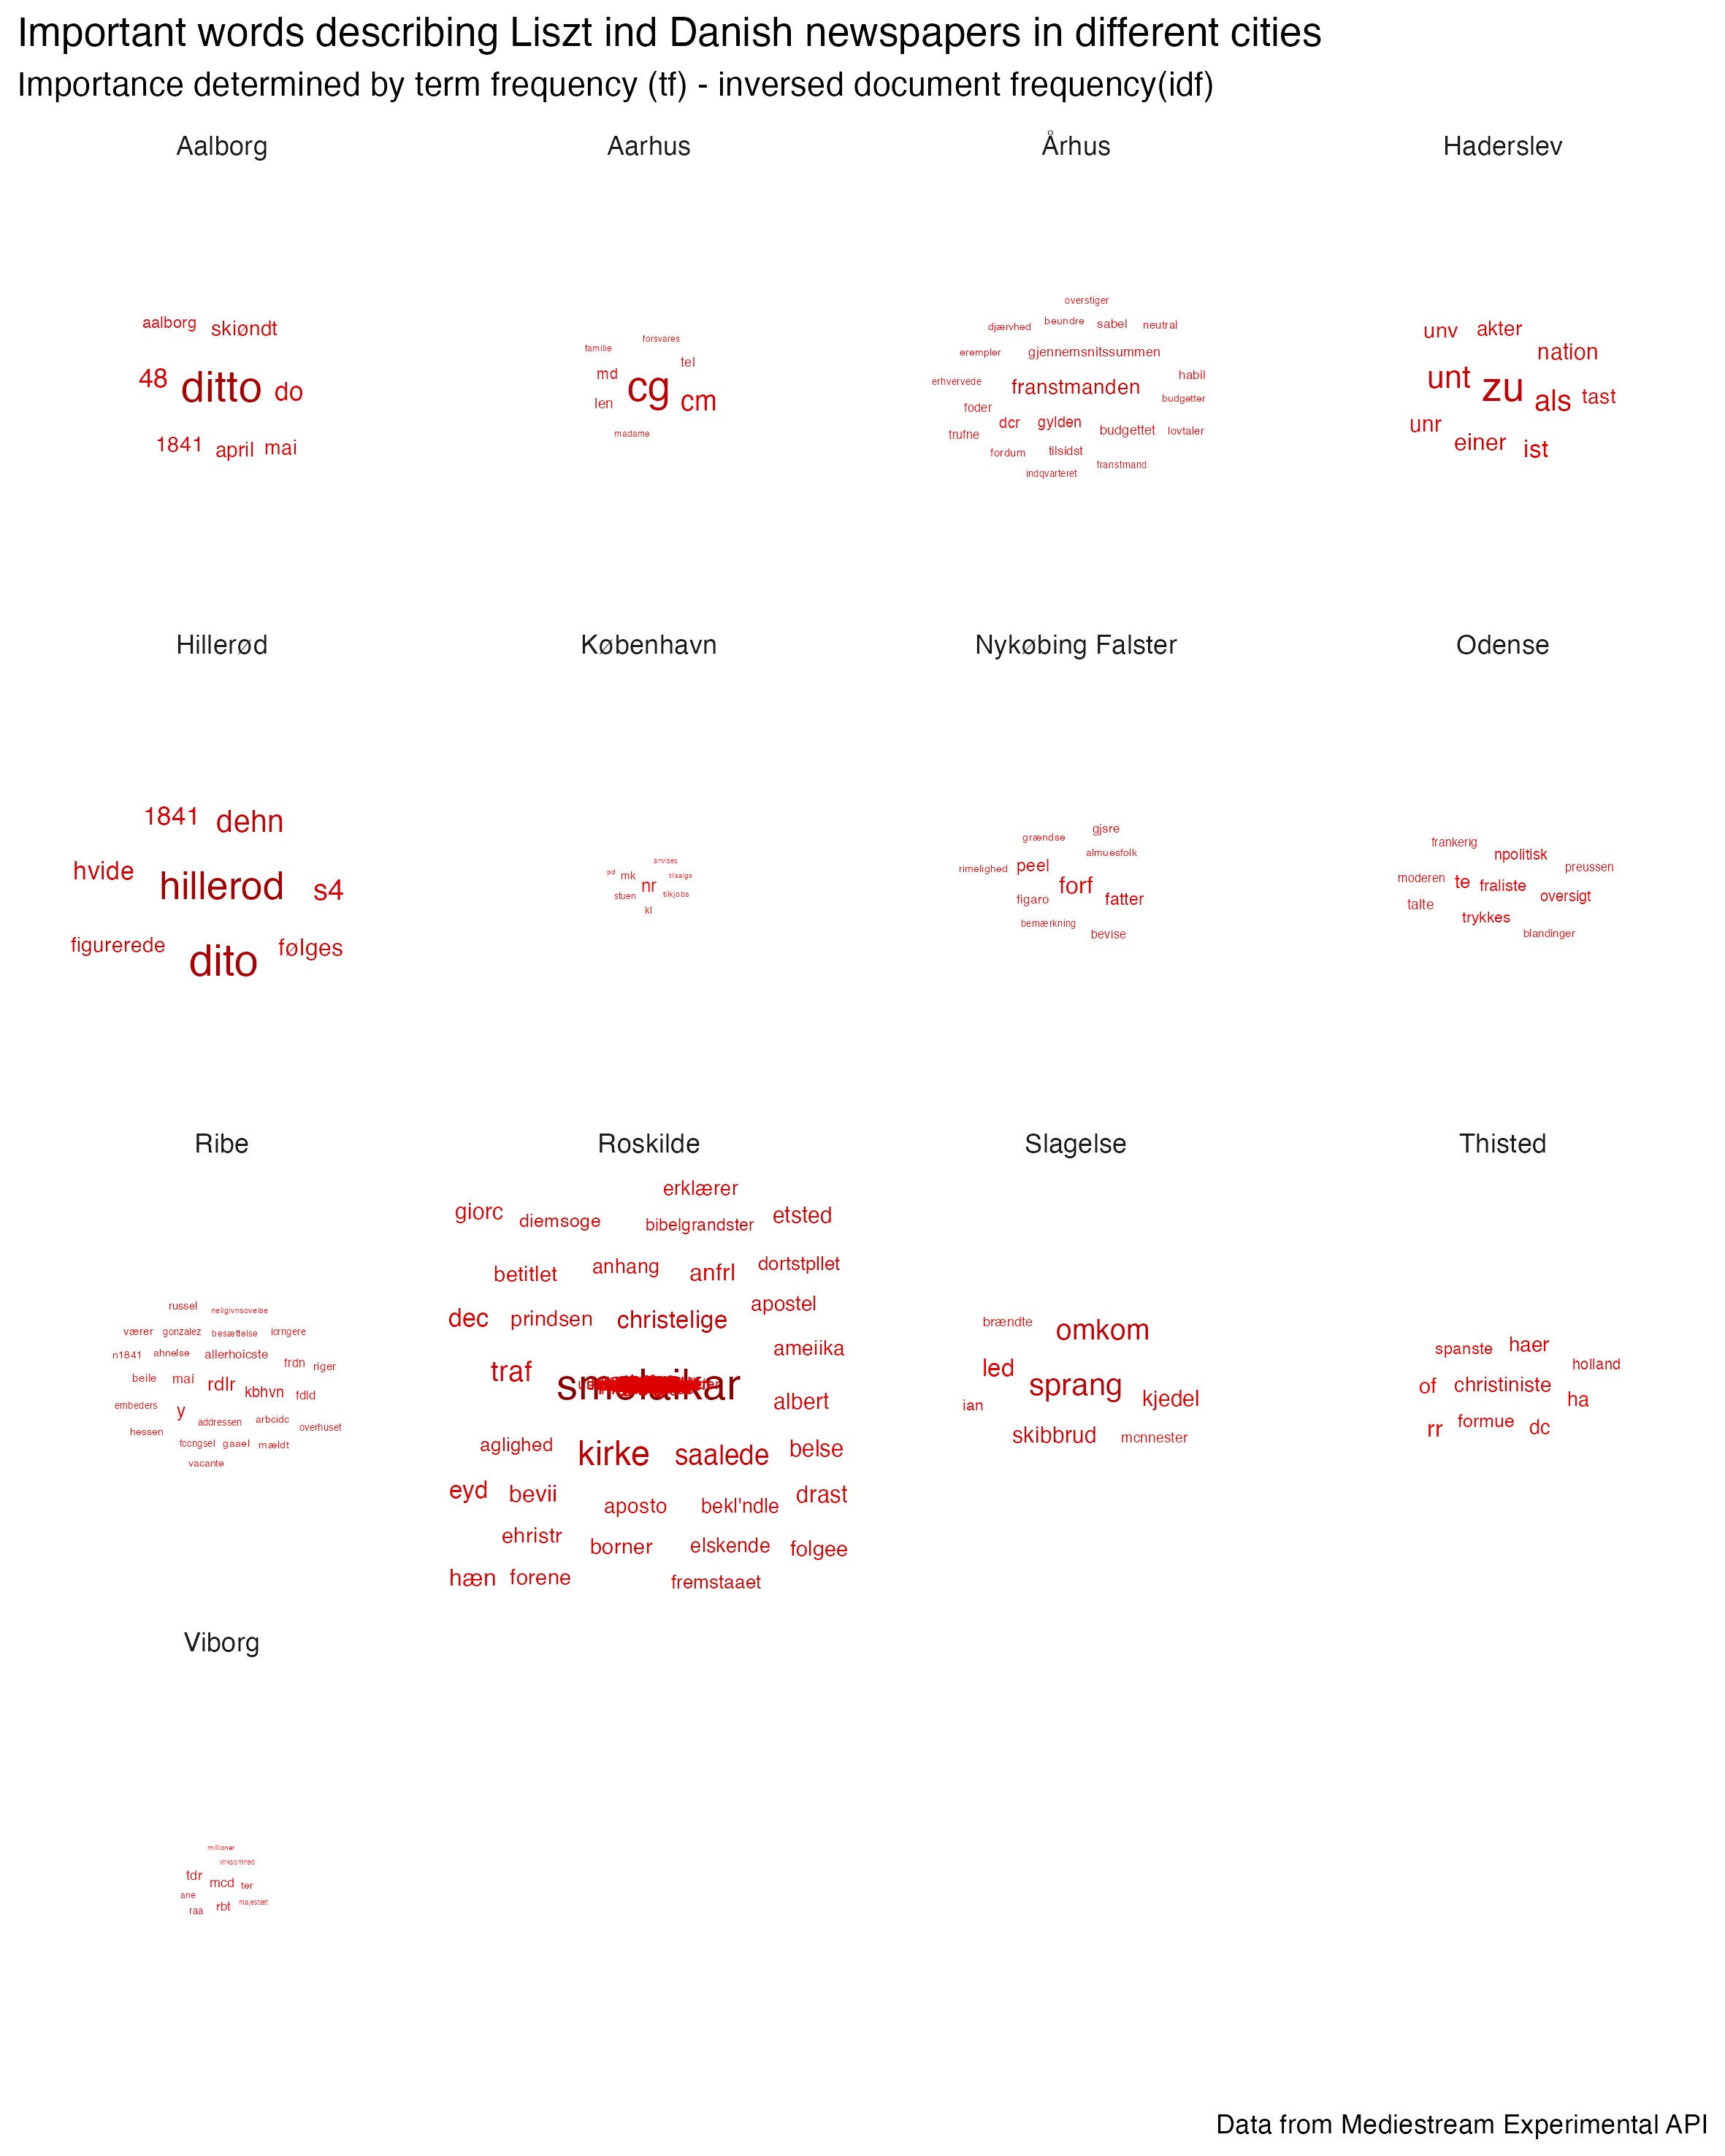 Important words describing Liszt ind Danish newspapers in different cities
Importance determined by term frequency (tf) - inversed document frequency(idf)
Aalborg
aalborg skiøndt
48 ditto do
1841 april mai
Aarhus
forsvares
familie
tel
md cg
len cm
madame
Århus
overstiger
djærvhed beundre sabel neutral
erempler gjennemsnitssummen
erhvervede franstmanden habil
foder budgetter
trufne dcr gylden budgettet lovtaler
fordum tilsidst
indqvarteret franstmand
Haderslev
unv akter
nation
unt zu als tast
unr einer ist
Hillerød
1841 dehn
hvide hillerod s4
figurerede dito følges
København
anvises
pd mk nr tilsalgs
stuen tilkjobs
kl
Nykøbing Falster
grændse gjsre
almuesfolk
rimelighed peel
forf
figaro fatter
bemærkning
bevise
Odense
frankerig npolitisk
preussen
moderen te fraliste
talte oversigt
trykkes
blandinger
Ribe
russel neligivnsovelse
værer gonzalez besættelse icrngere
n1841 ahnelse allerhoicste
frdn riger
beile mai rdlr kbhvn fdld
embeders y addressen arbcidc
hessen overhuset
fccngsel gaael mældt
vacante
Roskilde
erklærer
giorc diemsoge bibelgrandster etsted
betitlet anhang anfrl dortstpllet
dec prindsen christelige apostel
ameiika
traf
albert
aglighed kirke saalede belse
eyd bevii aposto bekl'ndle drast
ehristr borner elskende folgee
hæn forene fremstaaet
Slagelse
brændte omkom
led sprang kjedel
ian
skibbrud mcnnester
Thisted
spanste haer
holland
of christiniste ha
rr formue dc
Viborg
millioner
virksomhed
tdr mcd ter
ane majestæt
raa rbt
Data from Mediestream Experimental API